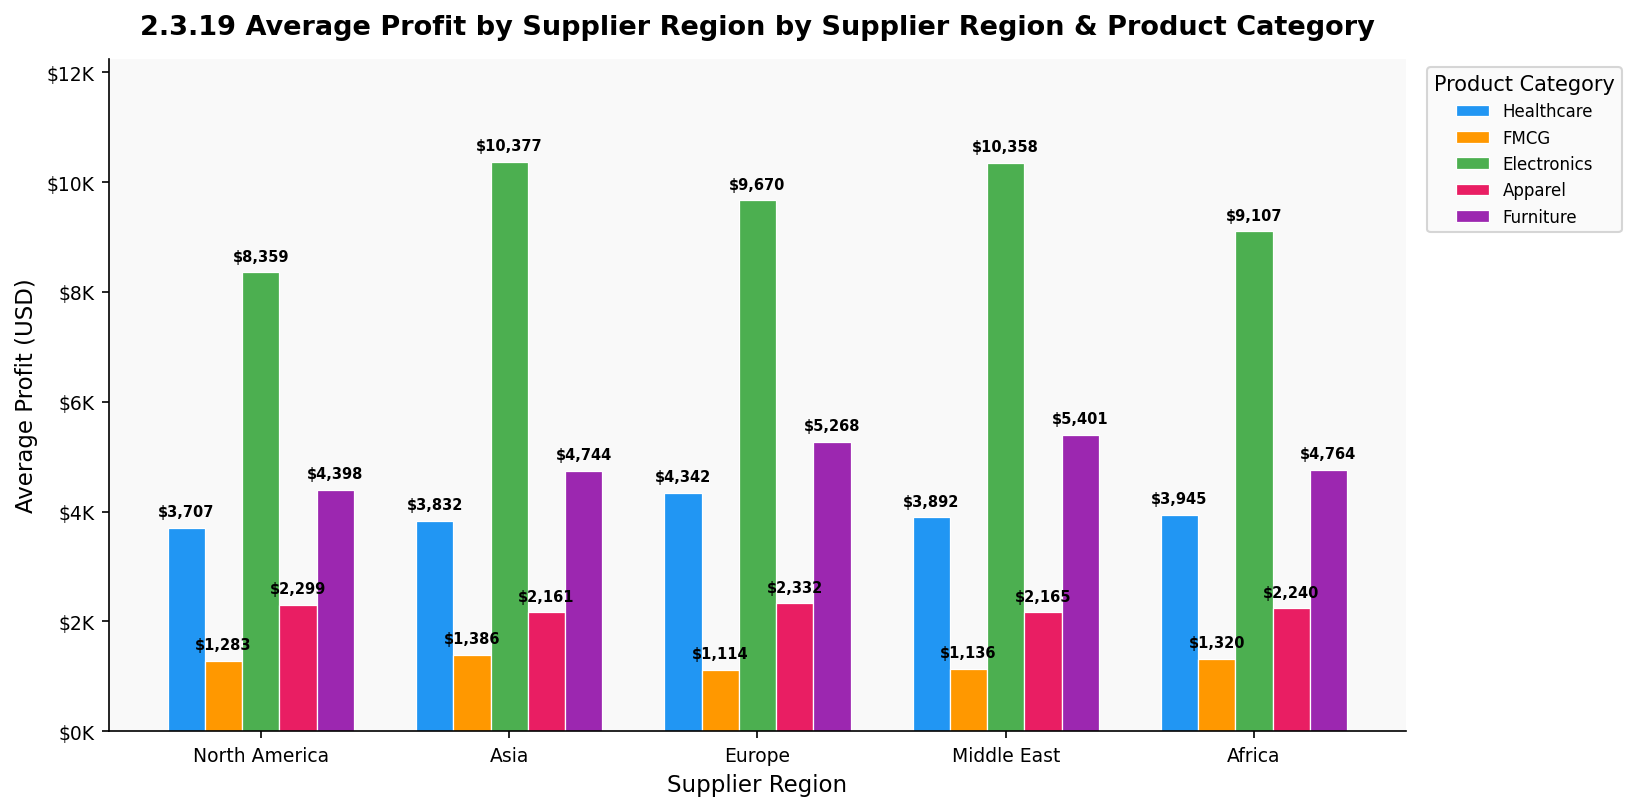 2.3.19 Average Profit by Supplier Region by Supplier Region & Product Category
Average Profit (USD)
$12K
$10K
$8K
$6K
$4K
$2K
$0K
$3,707
$1,283
$8,359
$2,299
$4,398
$3,832
$1,386
$10,377
$2,161
$4,744
$4,342
$1,114
$9,670
$2,332
$5,268
$3,892
$1,136
$10,358
$2,165
$5,401
$3,945
$1,320
$9,107
$2,240
$4,764
North America
Asia
Europe
Middle East
Africa
Supplier Region
Product Category
Healthcare
FMCG
Electronics
Apparel
Furniture